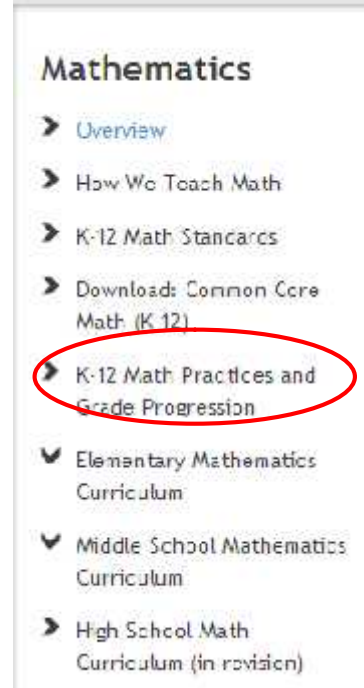 Mathematics
Overview
How We Teach Math
K-12 Math Standards
Download: Common Core
Math (K 12)
K-12 Math Practices and
Grade Progression
Elementary Mathematics
Curriculum
Middle School Mathematics
Curriculum
High School Math
Curriculum (in revision)